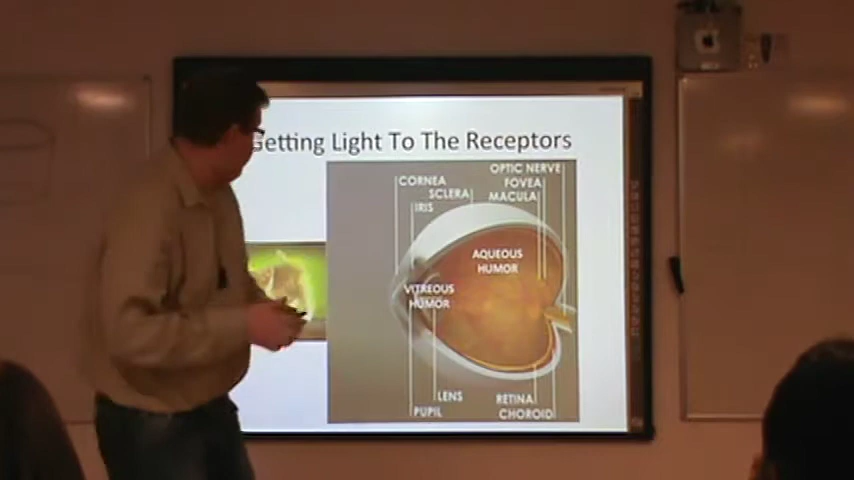 Getting Light To The Receptors
OPTIC NERVE
CORNEA
FOVEA
SCLERA
MACULA
IRIS
AQUEOUS
HUMOR
VITREOUS
HUMOR
LENS
RETINA
PUPIL
CHOROID